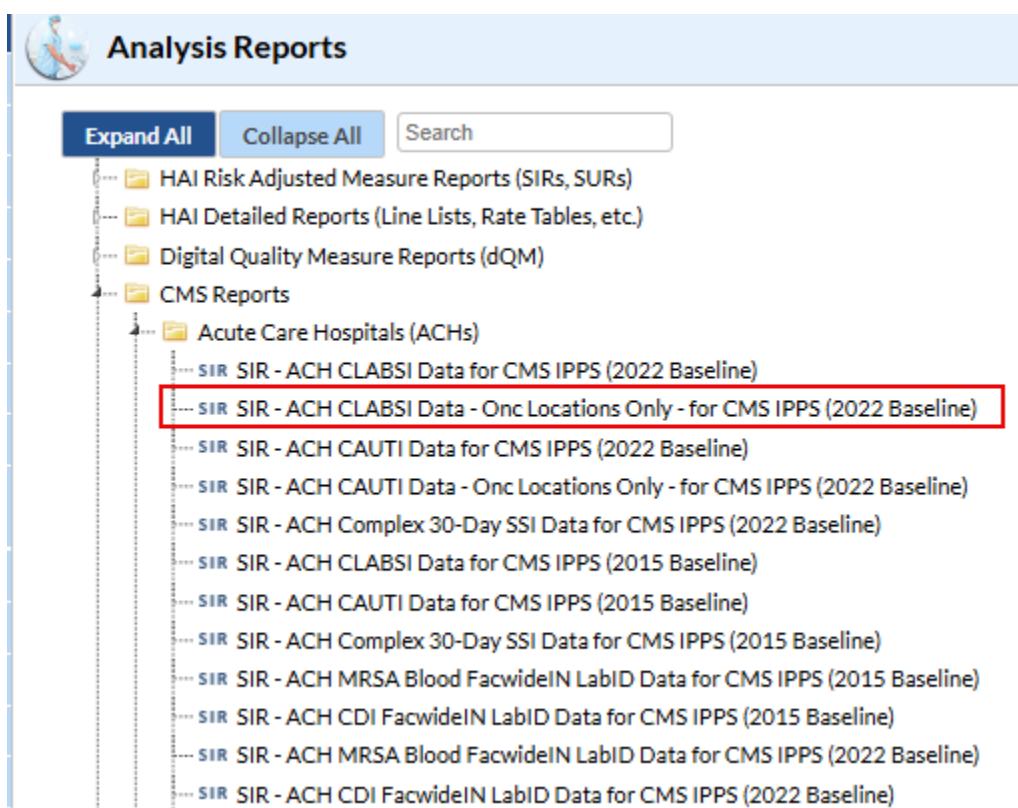 Analysis Reports
Expand All Collapse All Search
HAI Risk Adjusted Measure Reports (SIRs, SURs)
HAI Detailed Reports (Line Lists, Rate Tables, etc.)
Digital Quality Measure Reports (dQM)
CMS Reports
Acute Care Hospitals (ACHs)
SIR SIR - ACH CLABSI Data for CMS IPPS (2022 Baseline)
SIR SIR - ACH CLABSI Data - Onc Locations Only - for CMS IPPS (2022 Baseline)
SIR SIR - ACH CAUTI Data for CMS IPPS (2022 Baseline)
SIR SIR - ACH CAUTI Data - Onc Locations Only - for CMS IPPS (2022 Baseline)
SIR SIR - ACH Complex 30-Day SSI Data for CMS IPPS (2022 Baseline)
SIR SIR - ACH CLABSI Data for CMS IPPS (2015 Baseline)
SIR SIR - ACH CAUTI Data for CMS IPPS (2015 Baseline)
SIR SIR - ACH Complex 30-Day SSI Data for CMS IPPS (2015 Baseline)
SIR SIR - ACH MRSA Blood FacwideIN LabID Data for CMS IPPS (2015 Baseline)
SIR SIR - ACH CDI FacwideIN LabID Data for CMS IPPS (2015 Baseline)
SIR SIR - ACH MRSA Blood FacwideIN LabID Data for CMS IPPS (2022 Baseline)
SIR SIR - ACH CDI FacwideIN LabID Data for CMS IPPS (2022 Baseline)